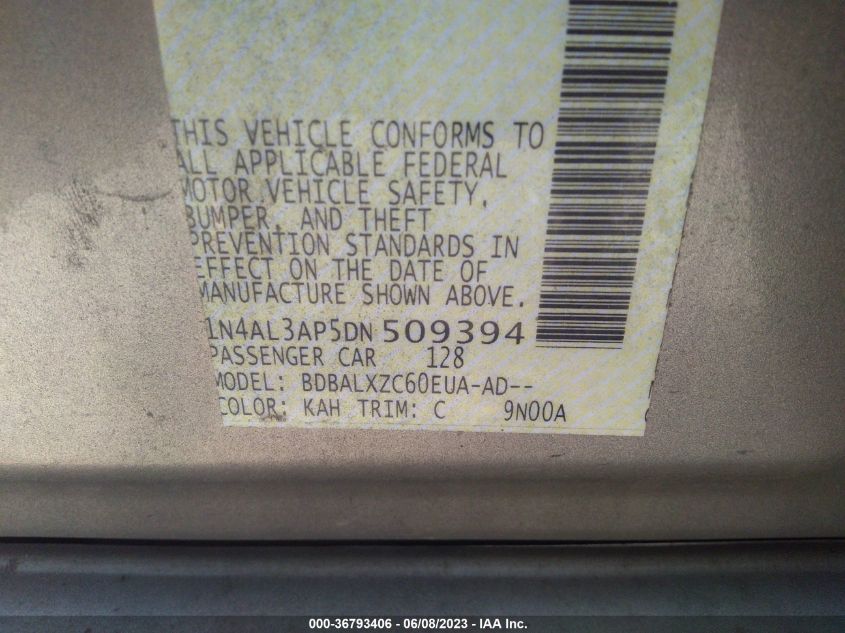 THIS VEHICLE CONFORMS TO
ALL APPLICABLE FEDERAL
MOTOR VEHICLE SAFETY,
BUMPER, AND THEFT
PREVENTION STANDARDS IN
EFFECT ON THE DATE OF
MANUFACTURE SHOWN ABOVE.
1N4AL3AP5DN509394
PASSENGER CAR 128
MODEL: BDBALXZC60EUA-AD--
COLOR: KAH TRIM: C 9N00A
000-36793406 - 06/08/2023 - IAA Inc.